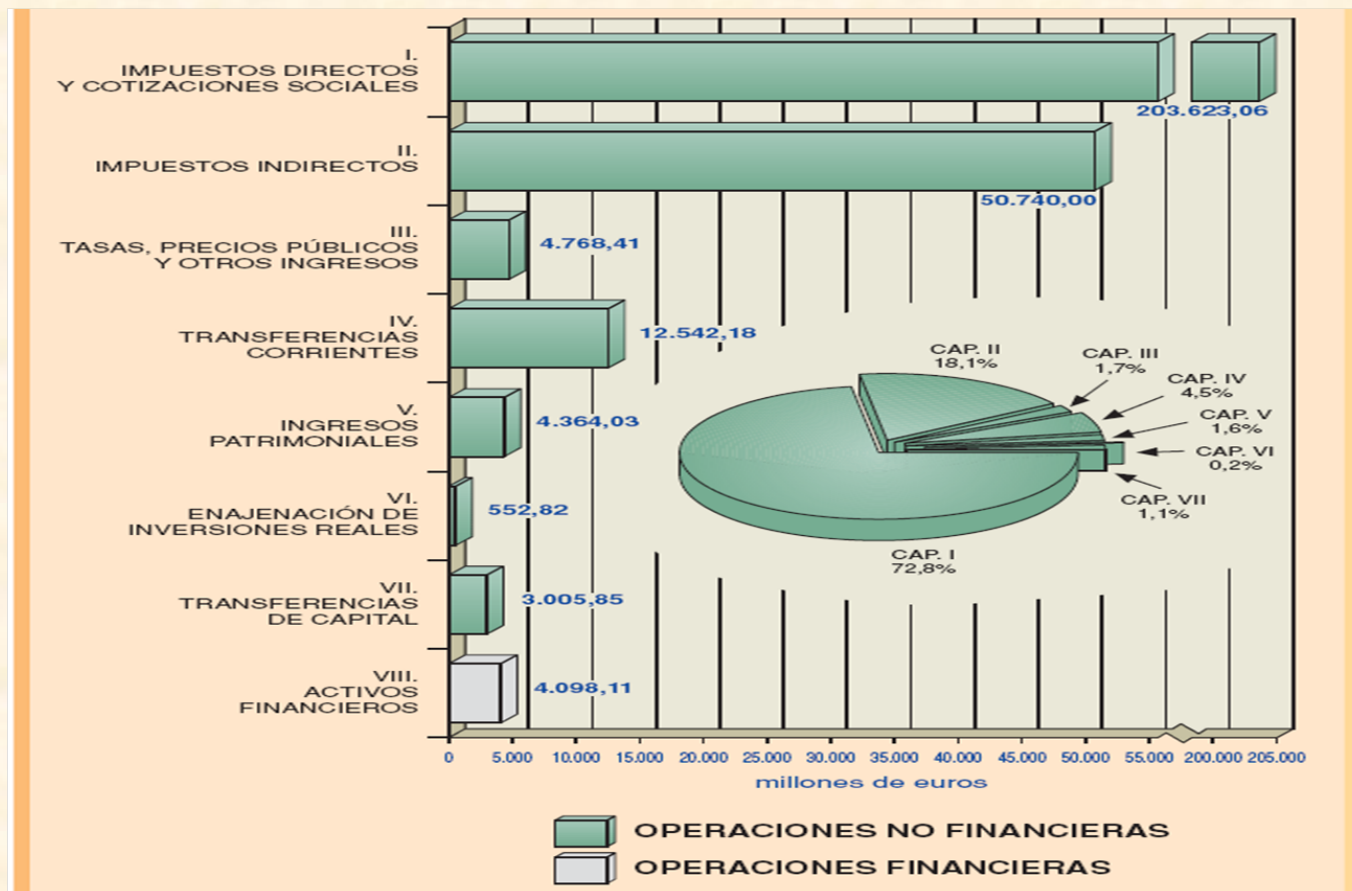 I.
IMPUESTOS DIRECTOS
Y COTIZACIONES SOCIALES
203.623,06
II.
IMPUESTOS INDIRECTOS
50.740,00
III.
TASAS, PRECIOS PÚBLICOS
Y OTROS INGRESOS
4.768,41
IV.
TRANSFERENCIAS
CORRIENTES
12.542,18
V.
INGRESOS
PATRIMONIALES
4.364,03
VI.
ENAJENACIÓN DE
INVERSIONES REALES
552,82
VII.
TRANSFERENCIAS
DE CAPITAL
3.005,85
VIII.
ACTIVOS
FINANCIEROS
4.098,11
CAP. II
18,1%
CAP. III
1,7%
CAP. IV
4,5%
CAP. V
1,6%
CAP. VI
0,2%
CAP. VII
1,1%
CAP. I
72,8%
0 5.000 10.000 15.000 20.000 25.000 30.000 35.000 40.000 45.000 50.000 55.000 200.000 205.000
millones de euros
OPERACIONES NO FINANCIERAS
OPERACIONES FINANCIERAS